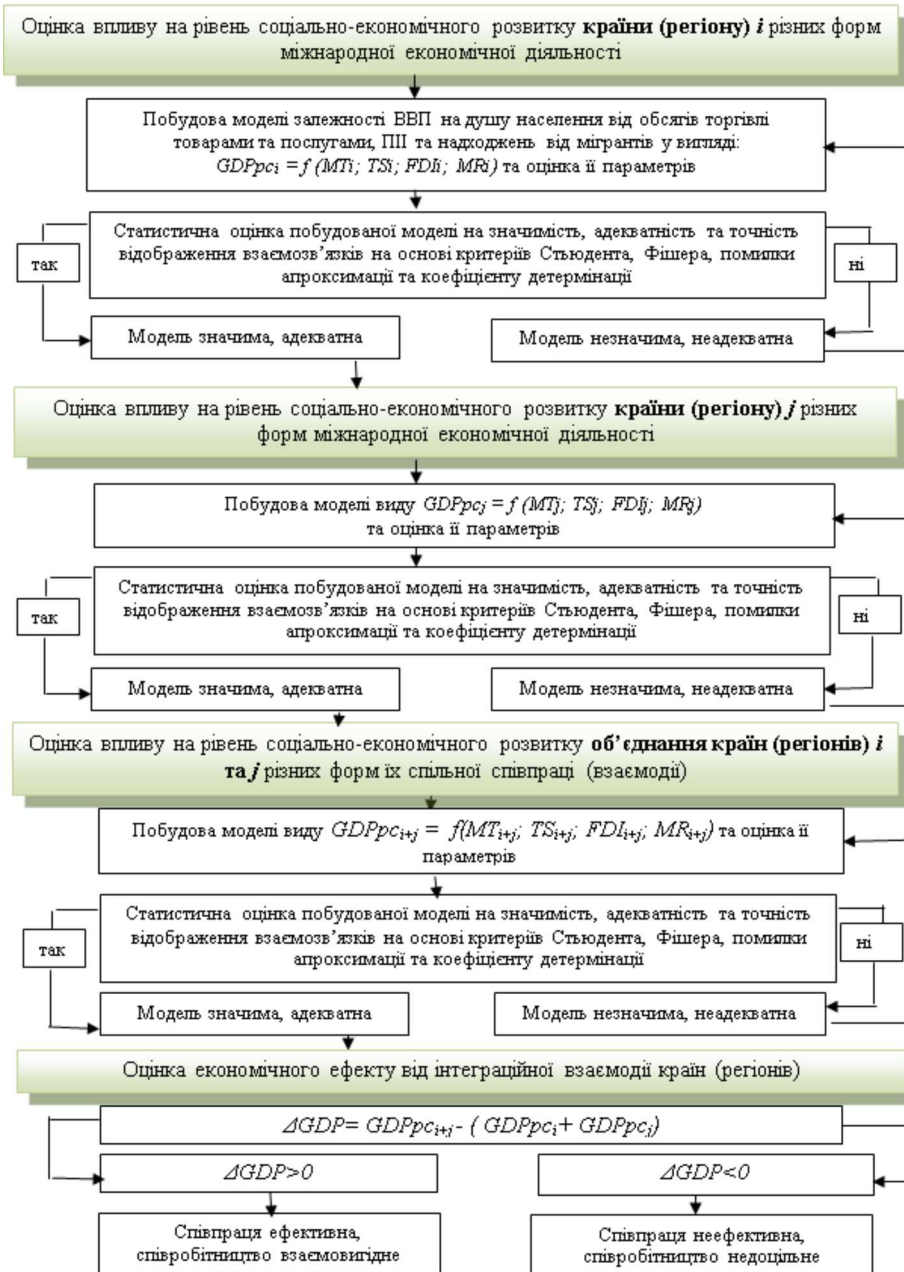 Оцінка впливу на рівень соціально-економічного розвитку країни (регіону) i різних форм
міжнародної економічної діяльності
Побудова моделі залежності ВВП на душу населення від обсягів торгівлі
товарами та послугами, ПІІ та надходжень від мігрантів у вигляді:
GDPpci = f (MTi; TSi; FDIi; MRi) та оцінка її параметрів
Статистична оцінка побудованої моделі на значимість, адекватність та точність
відображення взаємозв’язків на основі критеріїв Стьюдента, Фішера, помилки
апроксимації та коефіцієнту детермінації
так
ні
Модель значима, адекватна
Модель незначима, неадекватна
Оцінка впливу на рівень соціально-економічного розвитку країни (регіону) j різних
форм міжнародної економічної діяльності
Побудова моделі виду GDPpcj = f (MTj; TSj; FDIj; MRj)
та оцінка її параметрів
Статистична оцінка побудованої моделі на значимість, адекватність та точність
відображення взаємозв’язків на основі критеріїв Стьюдента, Фішера, помилки
апроксимації та коефіцієнту детермінації
так
ні
Модель значима, адекватна
Модель незначима, неадекватна
Оцінка впливу на рівень соціально-економічного розвитку об’єднання країн (регіонів) i
та j різних форм їх спільної співпраці (взаємодії)
Побудова моделі виду GDPpci+j = f(MTi+j; TSi+j; FDIi+j; MRi+j) та оцінка її
параметрів
Статистична оцінка побудованої моделі на значимість, адекватність та точність
відображення взаємозв’язків на основі критеріїв Стьюдента, Фішера, помилки
апроксимації та коефіцієнту детермінації
так
ні
Модель значима, адекватна
Модель незначима, неадекватна
Оцінка економічного ефекту від інтеграційної взаємодії країн (регіонів)
ΔGDP= GDPpci+j- ( GDPpci+ GDPpcj)
ΔGDP>0
ΔGDP<0
Співпраця ефективна,
співробітництво взаємовигідне
Співпраця неефективна,
співробітництво недоцільне